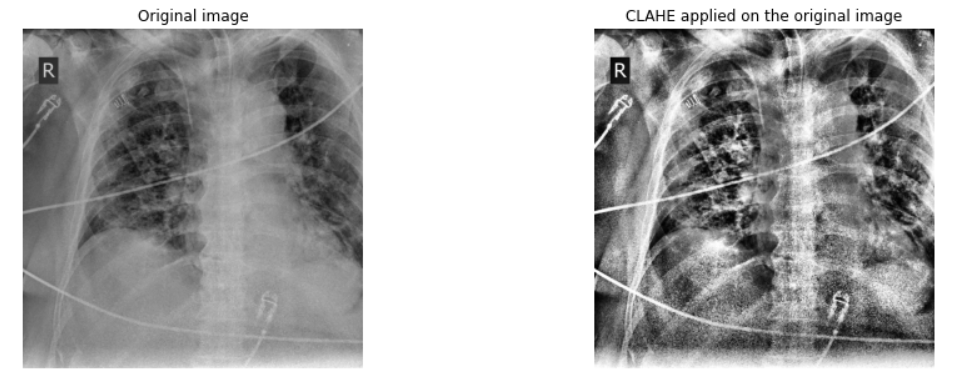 Original image
CLAHE applied on the original image
R
R